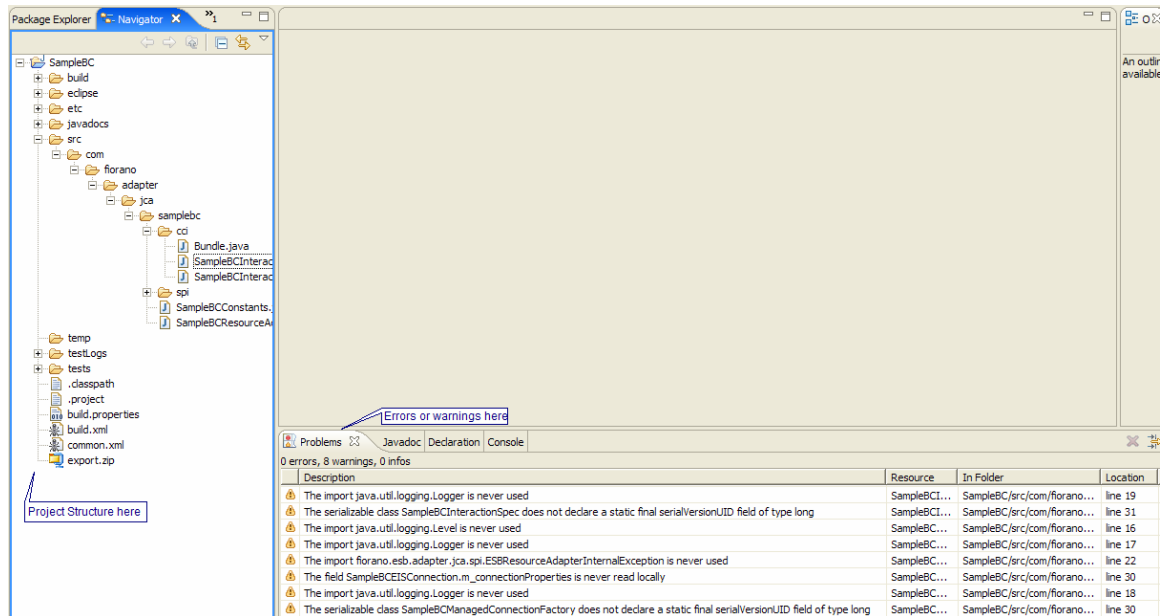 Package Explorer Navigator 1
SampleBC
build
eclipse
etc
javadocs
src
com
fiorano
adapter
jca
samplebc
cci
Bundle.java
SampleBCInterac
SampleBCInterac
spi
SampleBCConstants.
SampleBCResourceA
temp
testLogs
tests
.classpath
.project
build.properties
build.xml
common.xml
export.zip
Project Structure here
An outlin
available
Errors or warnings here
Problems Javadoc Declaration Console
0 errors, 8 warnings, 0 infos
Description Resource In Folder Location
The import java.util.logging.Logger is never used SampleBCI... SampleBC/src/com/fiorano... line 19
The serializable class SampleBCInteractionSpec does not declare a static final serialVersionUID field of type long SampleBC... SampleBC/src/com/fiorano... line 31
The import java.util.logging.Level is never used SampleBC... SampleBC/src/com/fiorano... line 16
The import java.util.logging.Logger is never used SampleBC... SampleBC/src/com/fiorano... line 17
The import fiorano.esb.adapter.jca.spi.ESBResourceAdapterInternalException is never used SampleBC... SampleBC/src/com/fiorano... line 22
The field SampleBCEISConnection.m_connectionProperties is never read locally SampleBC... SampleBC/src/com/fiorano... line 30
The import java.util.logging.Logger is never used SampleBC... SampleBC/src/com/fiorano... line 18
The serializable class SampleBCManagedConnectionFactory does not declare a static final serialVersionUID field of type long SampleBC... SampleBC/src/com/fiorano... line 30